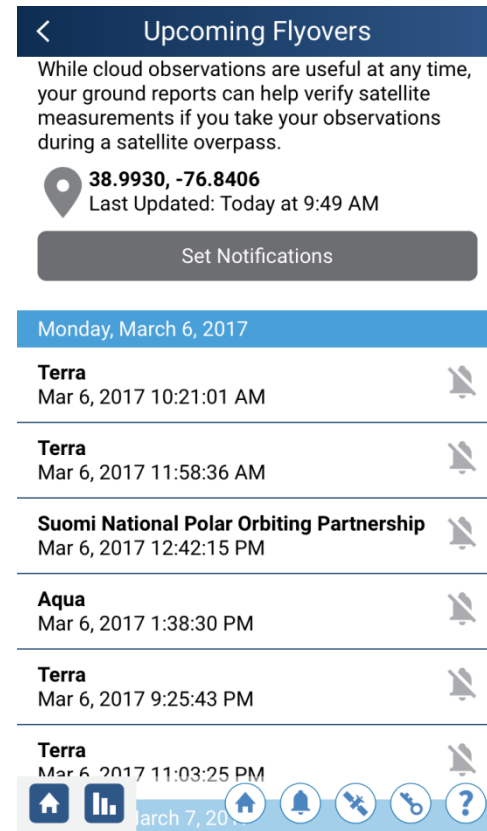 Upcoming Flyovers
While cloud observations are useful at any time,
your ground reports can help verify satellite
measurements if you take your observations
during a satellite overpass.
38.9930, -76.8406
Last Updated: Today at 9:49 AM
Set Notifications
Monday, March 6, 2017
Terra
Mar 6, 2017 10:21:01 AM
Terra
Mar 6, 2017 11:58:36 AM
Suomi National Polar Orbiting Partnership
Mar 6, 2017 12:42:15 PM
Aqua
Mar 6, 2017 1:38:30 PM
Terra
Mar 6, 2017 9:25:43 PM
Terra
Mar 6, 2017 11:03:25 PM
March 7, 20
?